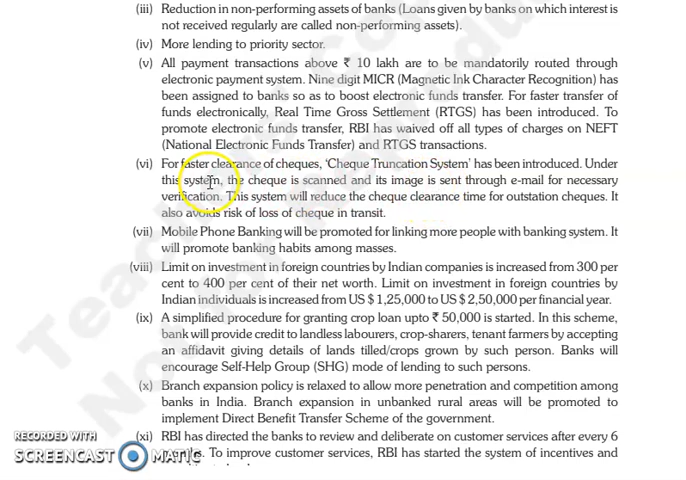 (iii) Reduction in non-performing assets of banks (Loans given by banks on which interest is
not received regularly are called non-performing assets).
(iv) More lending to priority sector.
(v) All payment transactions above ₹ 10 lakh are to be mandatorily routed through
electronic payment system. Nine digit MICR (Magnetic Ink Character Recognition) has
been assigned to banks so as to boost electronic funds transfer. For faster transfer of
funds electronically, Real Time Gross Settlement (RTGS) has been introduced. To
promote electronic funds transfer, RBI has waived off all types of charges on NEFT
(National Electronic Funds Transfer) and RTGS transactions.
(vi) For faster clearance of cheques, 'Cheque Truncation System' has been introduced. Under
this system, the cheque is scanned and its image is sent through e-mail for necessary
verification. This system will reduce the cheque clearance time for outstation cheques. It
also avoids risk of loss of cheque in transit.
(vii) Mobile Phone Banking will be promoted for linking more people with banking system. It
will promote banking habits among masses.
(viii) Limit on investment in foreign countries by Indian companies is increased from 300 per
cent to 400 per cent of their net worth. Limit on investment in foreign countries by
Indian individuals is increased from US $ 1,25,000 to US $ 2,50,000 per financial year.
(ix) A simplified procedure for granting crop loan upto ₹ 50,000 is started. In this scheme,
bank will provide credit to landless labourers, crop-sharers, tenant farmers by accepting
an affidavit giving details of lands tilled/crops grown by such person. Banks will
encourage Self-Help Group (SHG) mode of lending to such persons.
(x) Branch expansion policy is relaxed to allow more penetration and competition among
banks in India. Branch expansion in unbanked rural areas will be promoted to
implement Direct Benefit Transfer Scheme of the government.
(xi) RBI has directed the banks to review and deliberate on customer services after every 6
To improve customer services, RBI has started the system of incentives and
RECORDED WITH
SCREENCAST MATIC